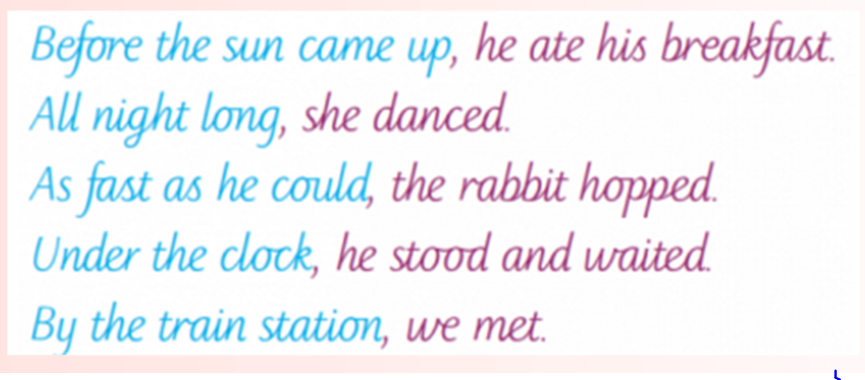 Before the sun came up, he ate his breakfast.
All night long, she danced.
As fast as he could, the rabbit hopped.
Under the clock, he stood and waited.
By the train station, we met.